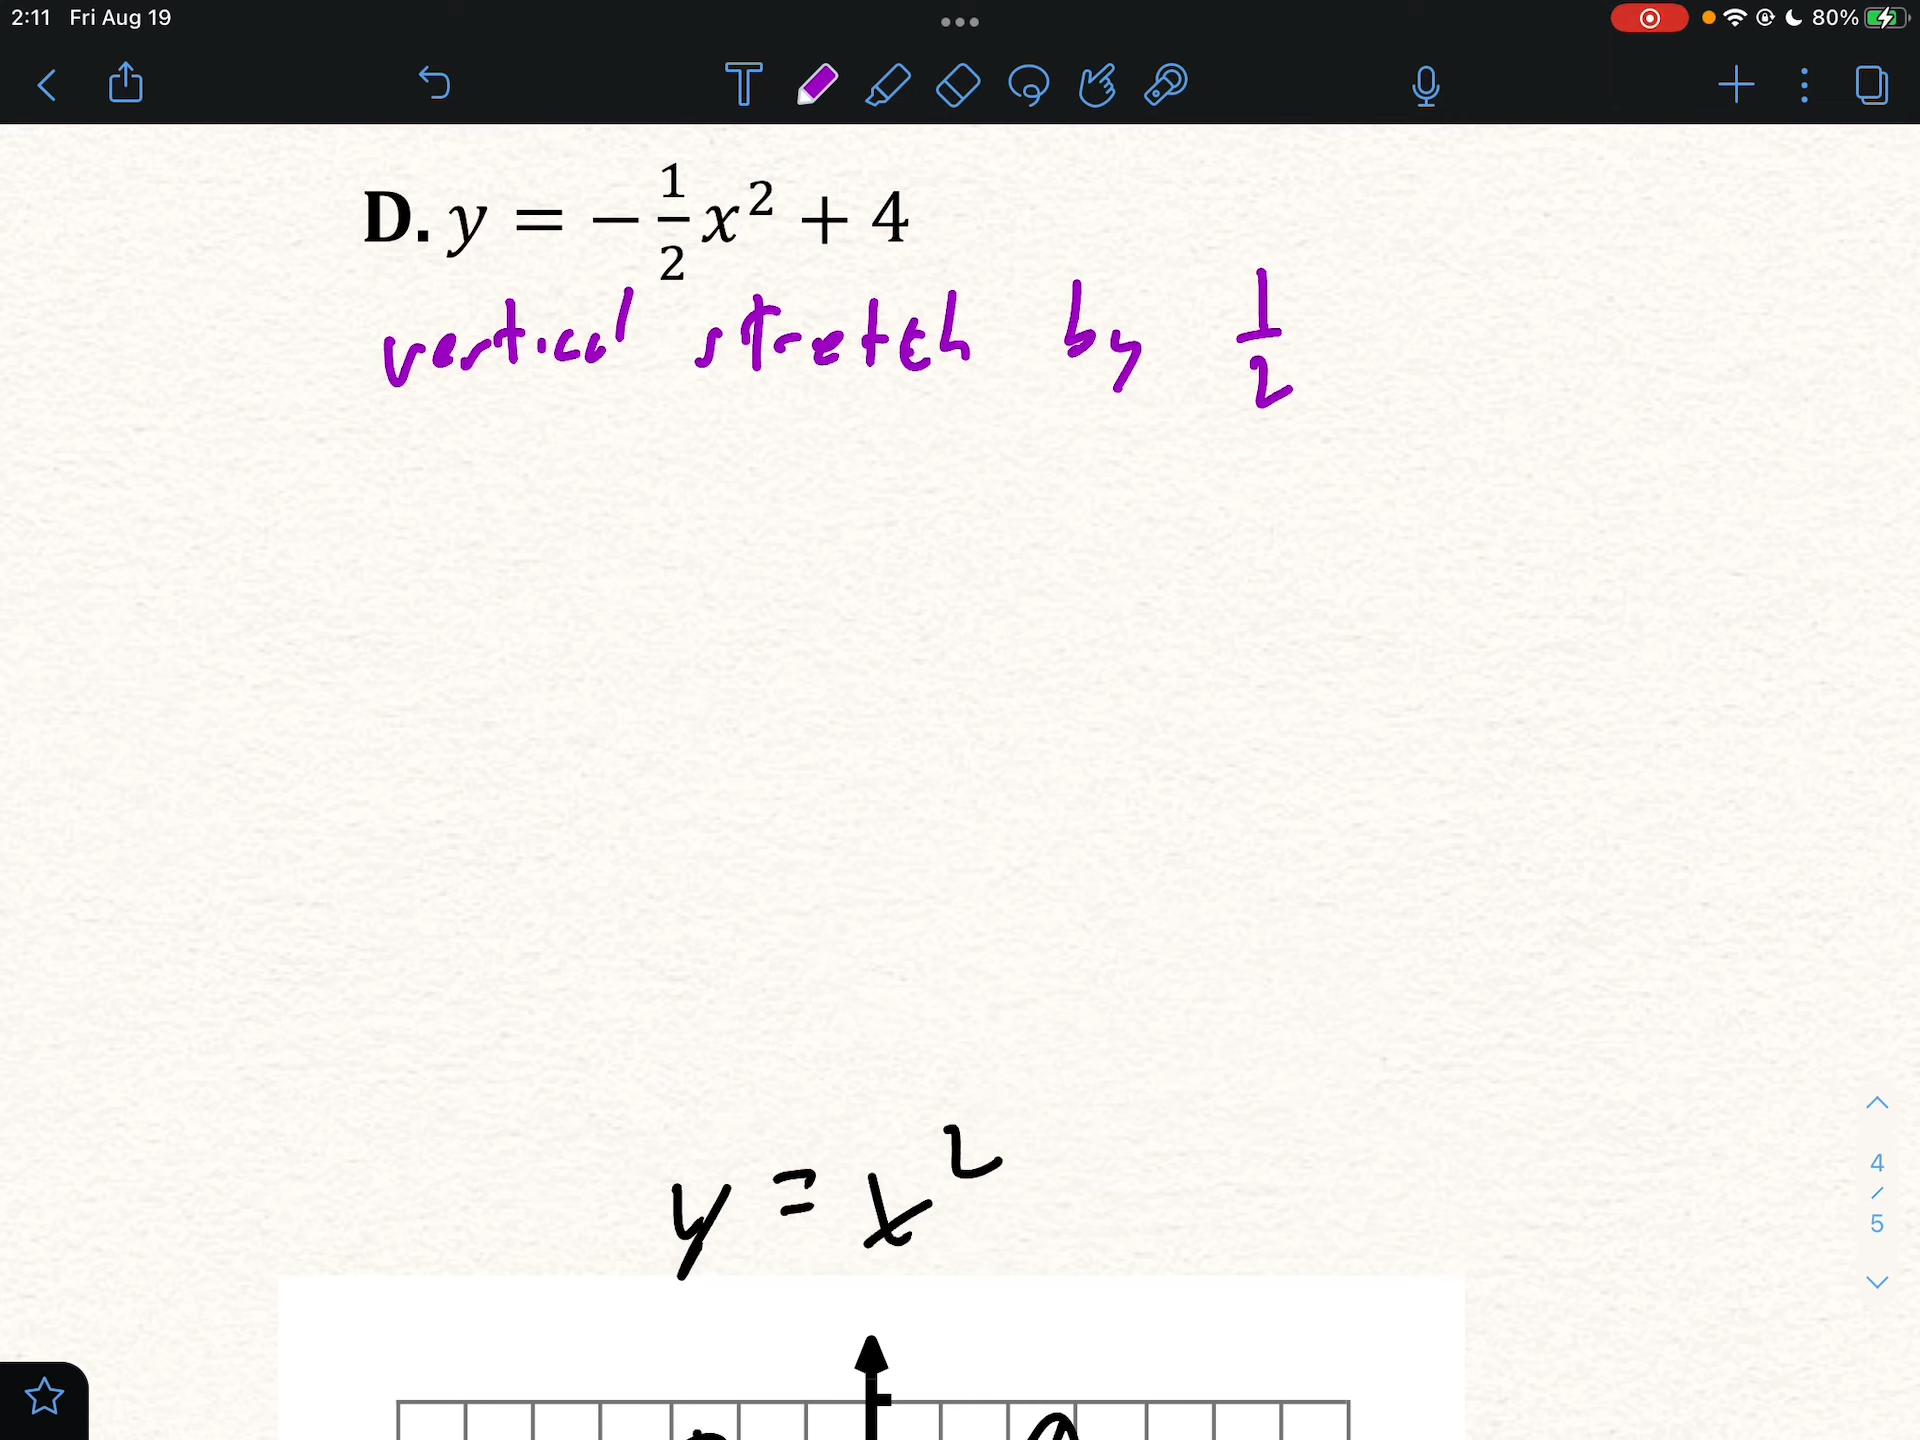 2:11 Fri Aug 19
80%
T
D. y = −1/2x² + 4
vertical stretch by 1/2
4
/
5
y = x²